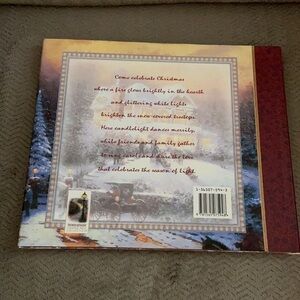 Come celebrate Christmas
where a fire glows brightly in the hearth
and glittering white lights
brighten the snow-covered treetops.
Here candlelight dances merrily,
while friends and family gather
to sing carols and share the love
that celebrates the season of light.